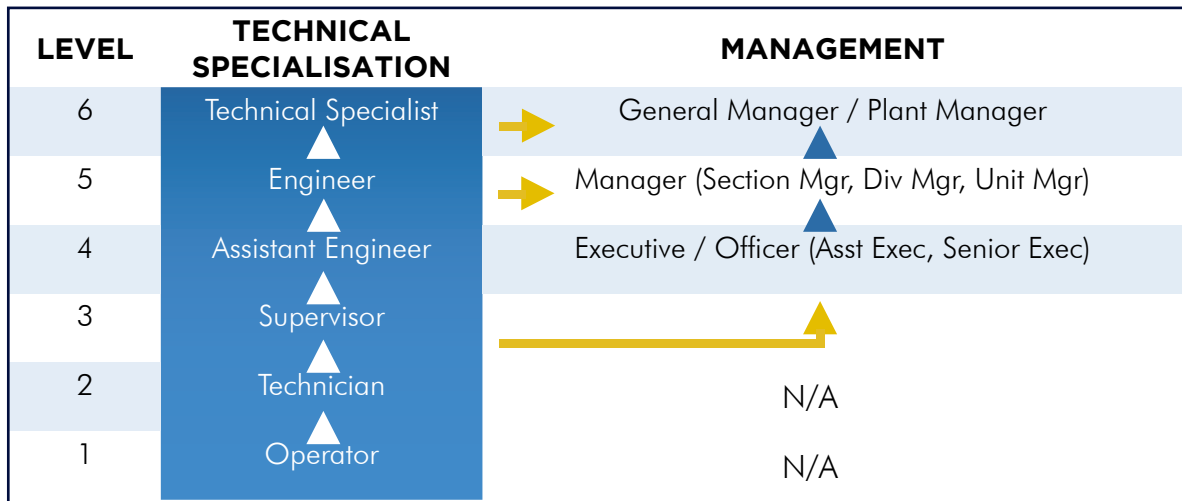 LEVEL TECHNICAL SPECIALISATION MANAGEMENT
6 Technical Specialist General Manager / Plant Manager
5 Engineer Manager (Section Mgr, Div Mgr, Unit Mgr)
4 Assistant Engineer Executive / Officer (Asst Exec, Senior Exec)
3 Supervisor
2 Technician N/A
1 Operator N/A